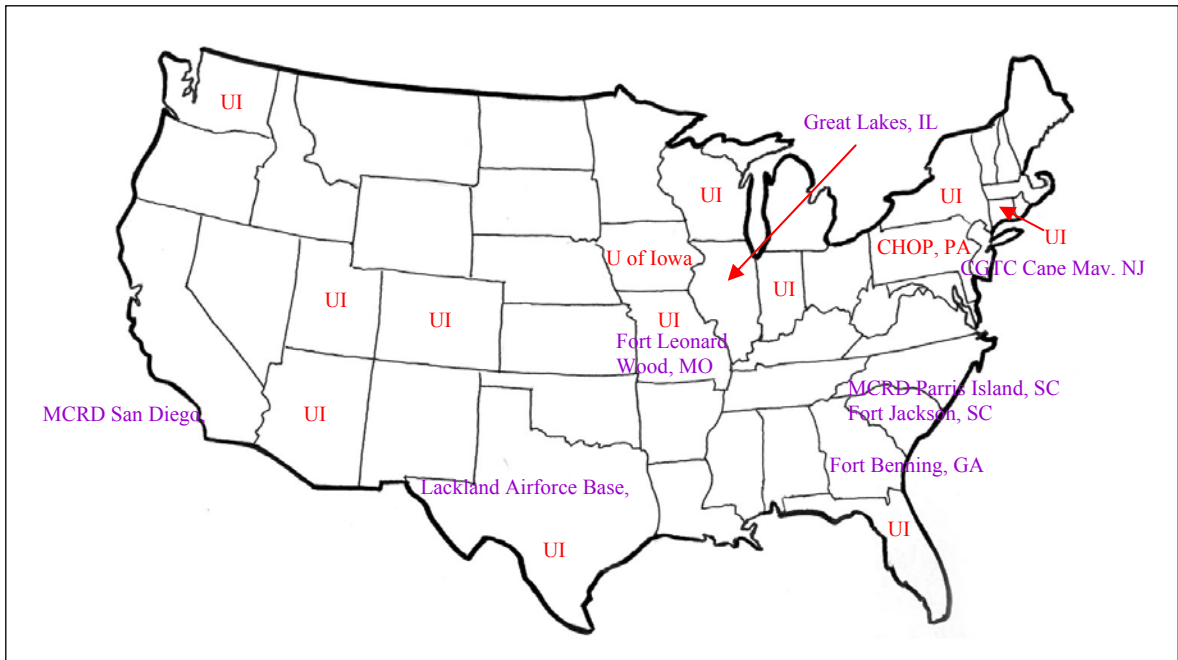 UI
Great Lakes, IL
UI
UI
UI
CHOP, PA
U of Iowa
CGTC Cape May, NJ
UI
UI
UI
UI
Fort Leonard
Wood, MO
MCRD Parris Island, SC
MCRD San Diego,
UI
Fort Jackson, SC
Fort Benning, GA
Lackland Airforce Base,
UI
UI